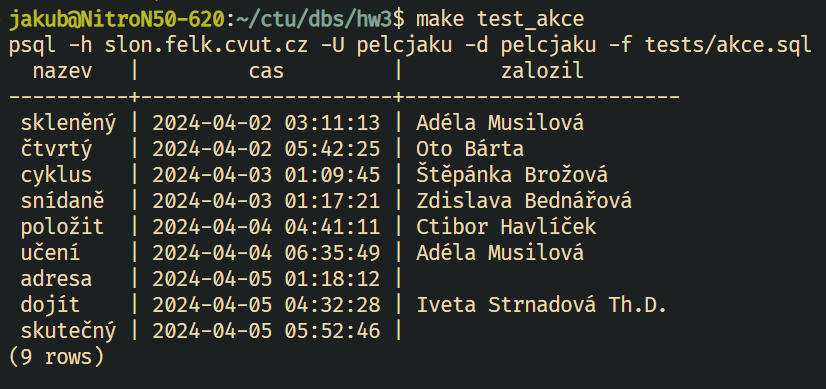 jakub@NitroN50-620:~/ctu/dbs/hw3$ make test_akce
psql -h slon.felk.cvut.cz -U pelcjaku -d pelcjaku -f tests/akce.sql
  nazev   |         cas         |        zalozil
----------+---------------------+-----------------------
 skleněný | 2024-04-02 03:11:13 | Adéla Musilová
 čtvrtý   | 2024-04-02 05:42:25 | Oto Bárta
 cyklus   | 2024-04-03 01:09:45 | Štěpánka Brožová
 snídaně  | 2024-04-03 01:17:21 | Zdislava Bednářová
 položit  | 2024-04-04 04:41:11 | Ctibor Havlíček
 učení    | 2024-04-04 06:35:49 | Adéla Musilová
 adresa   | 2024-04-05 01:18:12 |
 dojít    | 2024-04-05 04:32:28 | Iveta Strnadová Th.D.
 skutečný | 2024-04-05 05:52:46 |
(9 rows)